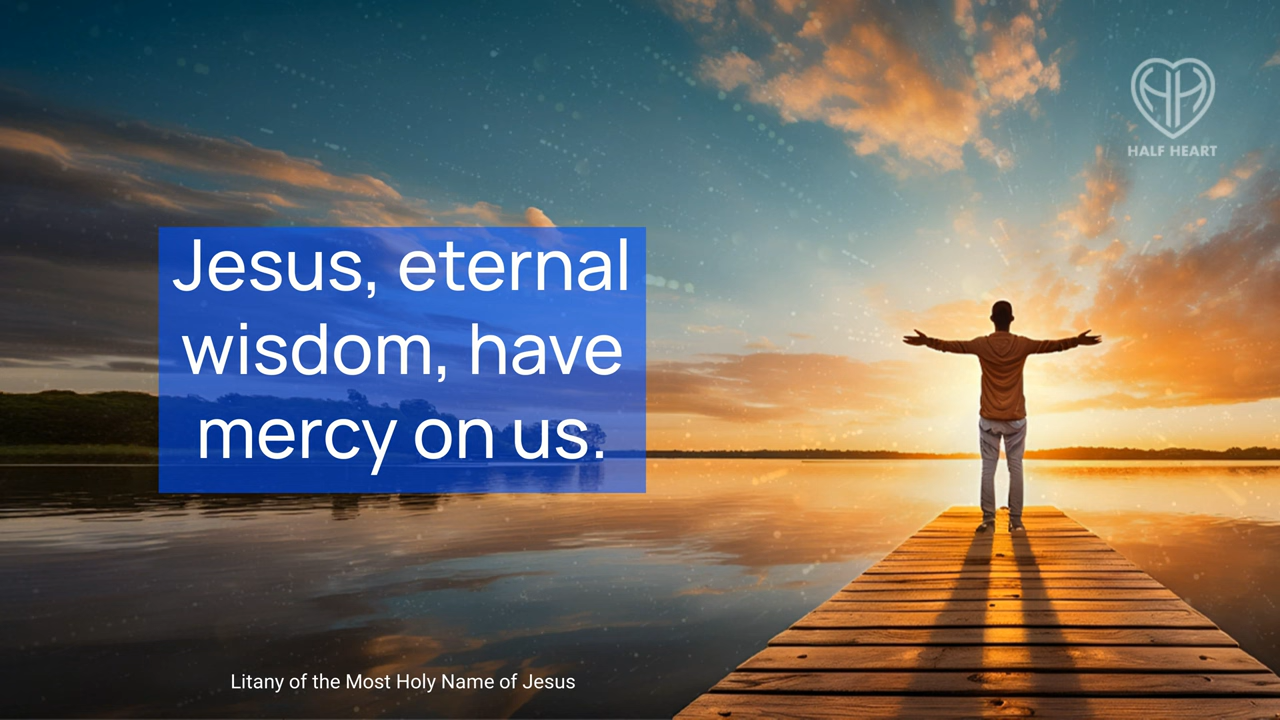 HALF HEART
Jesus, eternal
wisdom, have
mercy on us.
Litany of the Most Holy Name of Jesus